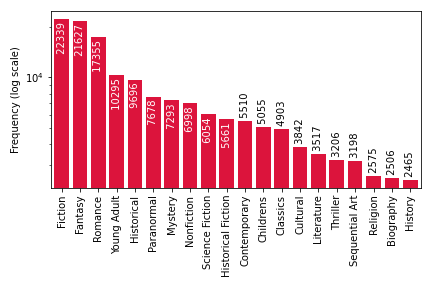 Frequency (log scale)
10⁴
22339
21627
17355
10295
9696
7678
7293
6998
6054
5661
5510
5055
4903
3842
3517
3206
3198
2575
2506
2465
Fiction
Fantasy
Romance
Young Adult
Historical
Paranormal
Mystery
Nonfiction
Science Fiction
Historical Fiction
Contemporary
Childrens
Classics
Cultural
Literature
Thriller
Sequential Art
Religion
Biography
History